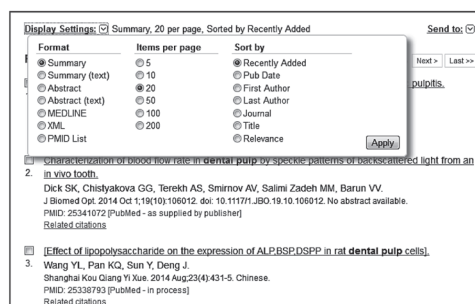 Display Settings: Summary, 20 per page, Sorted by Recently Added Send to:
Format Items per page Sort by
Summary 5 Recently Added
Summary (text) 10 Pub Date
Abstract 20 First Author
Abstract (text) 50 Last Author
MEDLINE 100 Journal
XML 200 Title
PMID List Relevance
Apply
Next > Last >>
pulpitis.
Characterization of blood flow rate in dental pulp by speckle patterns of backscattered light from an
2. in vivo tooth.
Dick SK, Chistyakova GG, Terekh AS, Smirnov AV, Salimi Zadeh MM, Barun VV.
J Biomed Opt. 2014 Oct 1;19(10):106012. doi: 10.1117/1.JBO.19.10.106012. No abstract available.
PMID: 25341072 [PubMed - as supplied by publisher]
Related citations
[Effect of lipopolysaccharide on the expression of ALP,BSP,DSPP in rat dental pulp cells].
3. Wang YL, Pan KQ, Sun Y, Deng J.
Shanghai Kou Qiang Yi Xue. 2014 Aug;23(4):431-5. Chinese.
PMID: 25338793 [PubMed - in process]
Related citations